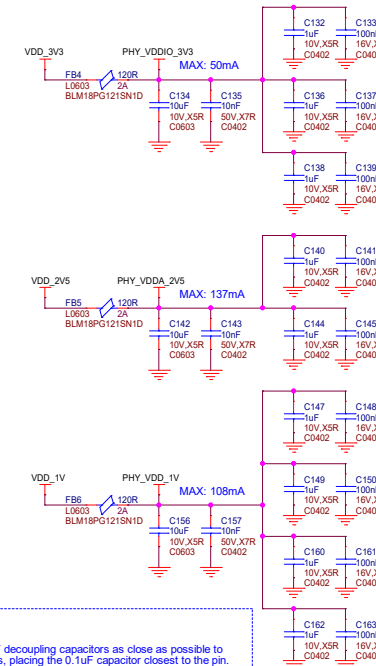 C132
1uF
10V,X5R
C0402
C133
100n
16V,X
C040
VDD_3V3
PHY_VDDIO_3V3
MAX: 50mA
FB4
120R
L0603
2A
BLM18PG121SN1D
C134
10uF
10V,X5R
C0603
C135
10nF
50V,X7R
C0402
C136
1uF
10V,X5R
C0402
C137
100n
16V,X
C040
C138
1uF
10V,X5R
C0402
C139
100n
16V,X
C040
C140
1uF
10V,X5R
C0402
C141
100n
16V,X
C040
VDD_2V5
PHY_VDDA_2V5
MAX: 137mA
FB5
120R
L0603
2A
BLM18PG121SN1D
C142
10uF
10V,X5R
C0603
C143
10nF
50V,X7R
C0402
C144
1uF
10V,X5R
C0402
C145
100n
16V,X
C040
C147
1uF
10V,X5R
C0402
C148
100n
16V,X
C040
VDD_1V
PHY_VDD_1V
MAX: 108mA
FB6
120R
L0603
2A
BLM18PG121SN1D
C156
10uF
10V,X5R
C0603
C157
10nF
50V,X7R
C0402
C149
1uF
10V,X5R
C0402
C150
100n
16V,X
C040
C160
1uF
10V,X5R
C0402
C161
100n
16V,X
C040
C162
1uF
10V,X5R
C0402
C163
100n
16V,X
C040
decoupling capacitors as close as possible to
s, placing the 0.1uF capacitor closest to the pin.